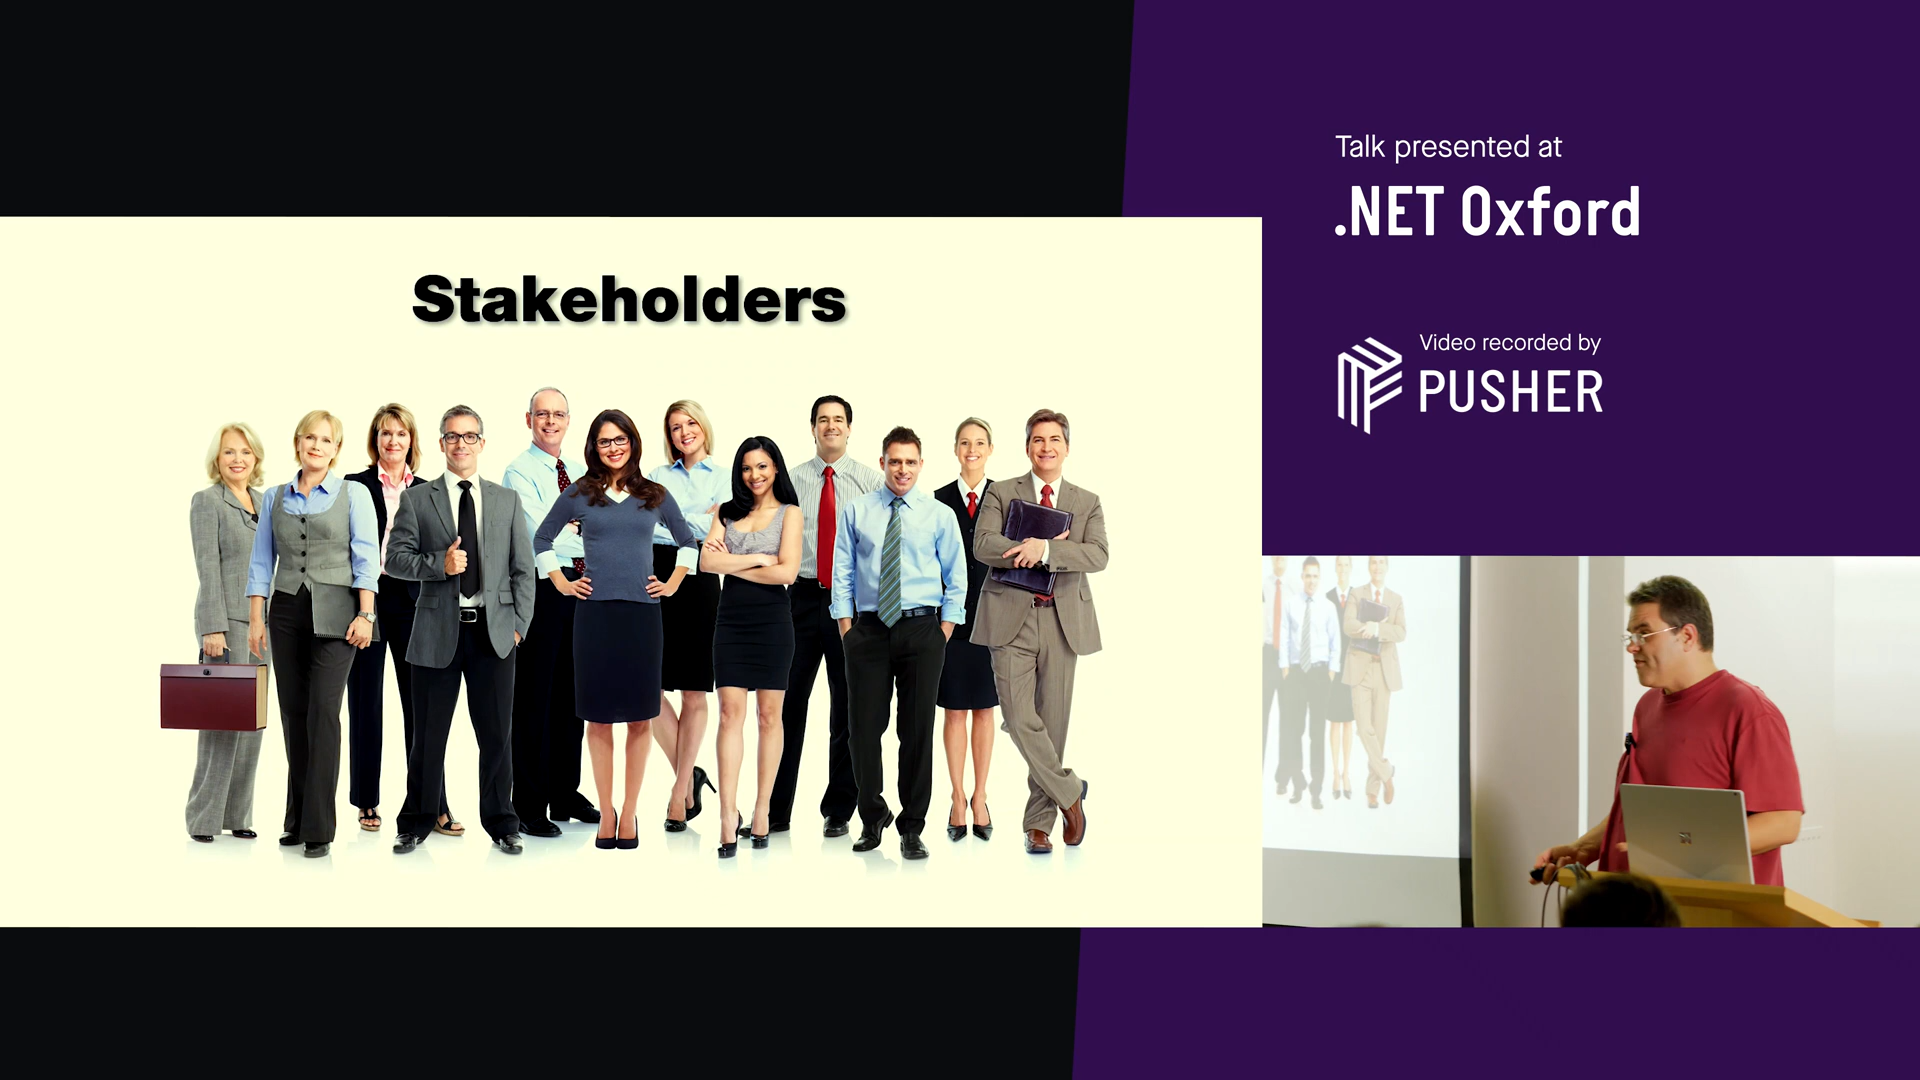 Stakeholders
Talk presented at
.NET Oxford
Video recorded by
PUSHER